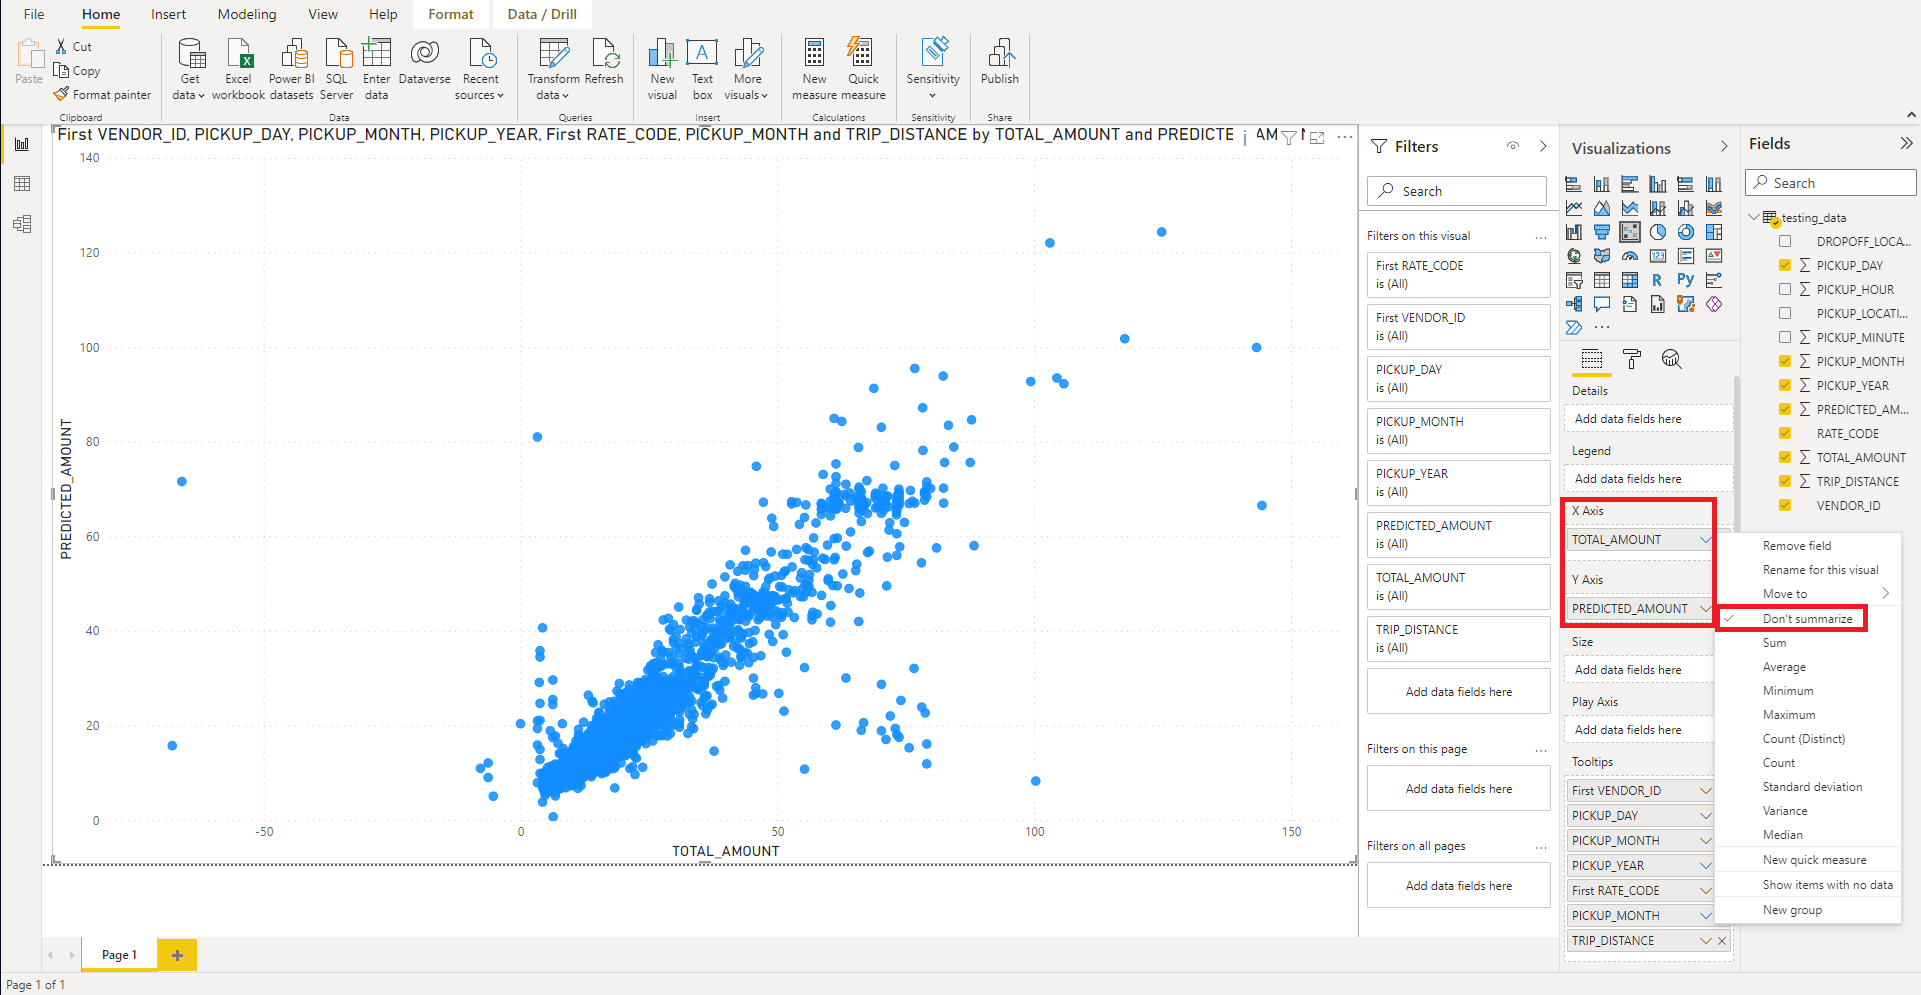 File Home Insert Modeling View Help Format Data / Drill
Paste
Cut
Copy
Format painter
Clipboard
Get data
Excel workbook
Power BI datasets
SQL Server
Enter data
Dataverse
Recent sources
Data
Transform data
Refresh
Queries
New visual
Text box
More visuals
Insert
New measure
Quick measure
Calculations
Sensitivity
Sensitivity
Publish
Share
First VENDOR_ID, PICKUP_DAY, PICKUP_MONTH, PICKUP_YEAR, First RATE_CODE, PICKUP_MONTH and TRIP_DISTANCE by TOTAL_AMOUNT and PREDICTE AM
140
120
100
80
60
40
20
0
PREDICTED_AMOUNT
-50 0 50 100 150
TOTAL_AMOUNT
Filters
Search
Filters on this visual ...
First RATE_CODE
is (All)
First VENDOR_ID
is (All)
PICKUP_DAY
is (All)
PICKUP_MONTH
is (All)
PICKUP_YEAR
is (All)
PREDICTED_AMOUNT
is (All)
TOTAL_AMOUNT
is (All)
TRIP_DISTANCE
is (All)
Add data fields here
Filters on this page ...
Add data fields here
Filters on all pages ...
Add data fields here
Visualizations
123
R
Py
...
Details
Add data fields here
Legend
Add data fields here
X Axis
TOTAL_AMOUNT
Y Axis
PREDICTED_AMOUNT
Size
Add data fields here
Play Axis
Add data fields here
Tooltips
First VENDOR_ID
PICKUP_DAY
PICKUP_MONTH
PICKUP_YEAR
First RATE_CODE
PICKUP_MONTH
TRIP_DISTANCE
Remove field
Rename for this visual
Move to
Don't summarize
Sum
Average
Minimum
Maximum
Count (Distinct)
Count
Standard deviation
Variance
Median
New quick measure
Show items with no data
New group
Fields
Search
testing_data
DROPOFF_LOCA...
PICKUP_DAY
PICKUP_HOUR
PICKUP_LOCATI...
PICKUP_MINUTE
PICKUP_MONTH
PICKUP_YEAR
PREDICTED_AM...
RATE_CODE
TOTAL_AMOUNT
TRIP_DISTANCE
VENDOR_ID
Page 1
Page 1 of 1